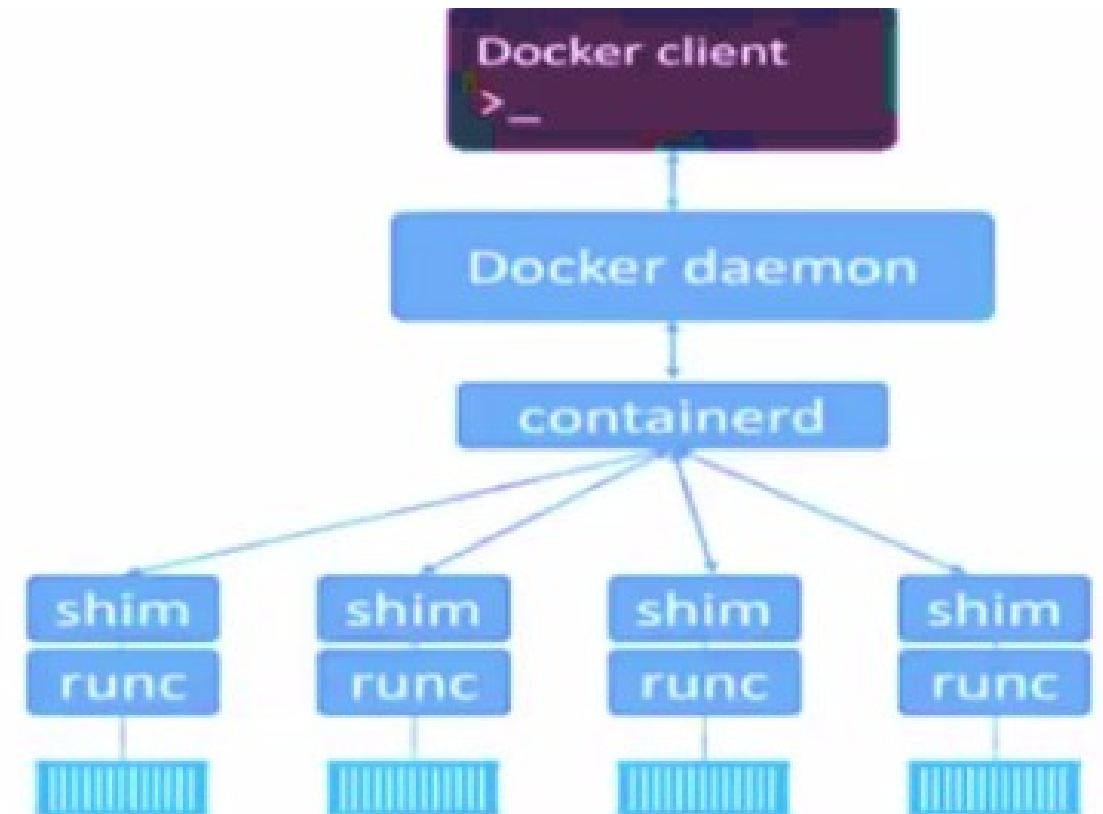 Docker client
>_
Docker daemon
containerd
shim shim shim shim
runc runc runc runc